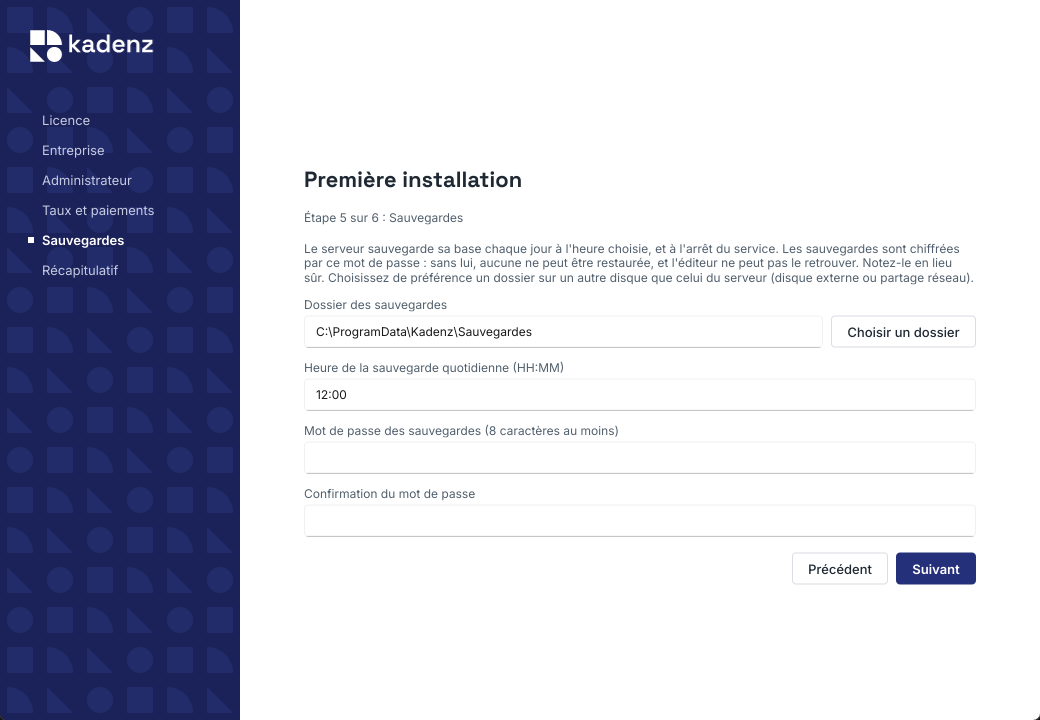 kadenz
Licence
Entreprise
Administrateur
Taux et paiements
Sauvegardes
Récapitulatif
Première installation
Étape 5 sur 6 : Sauvegardes
Le serveur sauvegarde sa base chaque jour à l'heure choisie, et à l'arrêt du service. Les sauvegardes sont chiffrées
par ce mot de passe : sans lui, aucune ne peut être restaurée, et l'éditeur ne peut pas le retrouver. Notez-le en lieu
sûr. Choisissez de préférence un dossier sur un autre disque que celui du serveur (disque externe ou partage réseau).
Dossier des sauvegardes
C:\ProgramData\Kadenz\Sauvegardes
Choisir un dossier
Heure de la sauvegarde quotidienne (HH:MM)
12:00
Mot de passe des sauvegardes (8 caractères au moins)
Confirmation du mot de passe
Précédent
Suivant